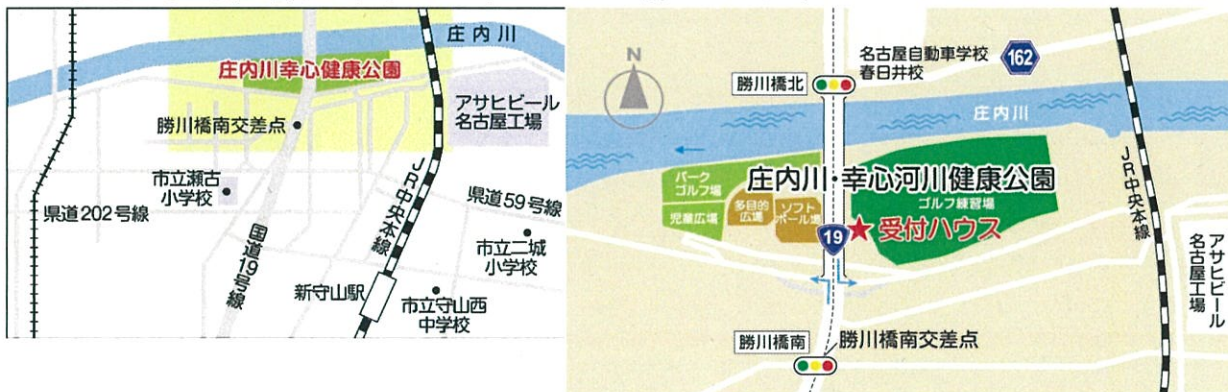 庄内川
庄内川幸心健康公園
アサヒビール
名古屋工場
勝川橋南交差点
市立瀬古
小学校
県道202号線
JR中央本線
県道59号線
国道19号線
市立二城
小学校
新守山駅
市立守山西
中学校
N
名古屋自動車学校
春日井校
162
勝川橋北
庄内川
パーク
ゴルフ場
庄内川・幸心河川健康公園
ゴルフ練習場
児童広場
多目的
広場
ソフト
ボール場
19
★受付ハウス
JR中央本線
アサヒビール
名古屋工場
勝川橋南
勝川橋南交差点